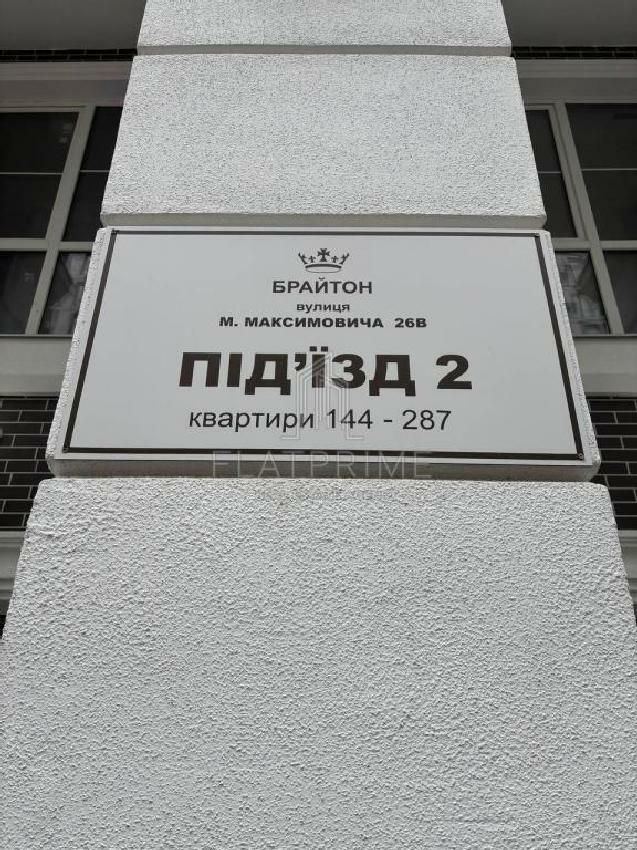 БРАЙТОН
вулиця
М. МАКСИМОВИЧА 26В
ПІД'ЇЗД 2
квартири 144 - 287
FLATPRIME